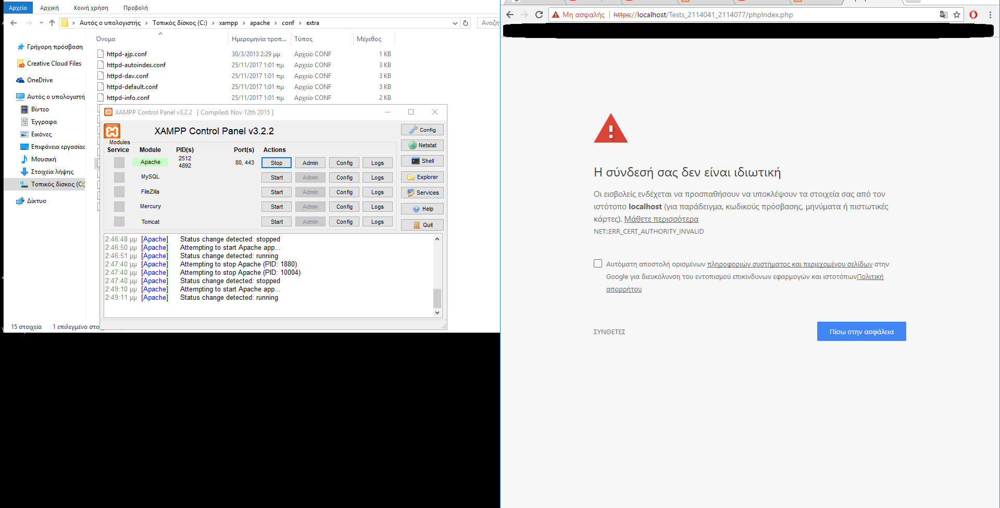 Αρχείο Αρχική Κοινή χρήση Προβολή
Αυτός ο υπολογιστής Τοπικός δίσκος (C:) xampp apache conf extra
Όνομα Ημερομηνία τροπ... Τύπος Μέγεθος
Γρήγορη πρόσβαση
Creative Cloud Files
OneDrive
Αυτός ο υπολογιστή
Βίντεο
Έγγραφα
Εικόνες
Επιφάνεια εργασίας
Μουσική
Στοιχεία λήψης
Τοπικός δίσκος (C:)
Δίκτυο
httpd-ajp.conf 30/3/2013 2:29 μμ Αρχείο CONF 1 KB
httpd-autoindex.conf 25/11/2017 1:01 πμ Αρχείο CONF 3 KB
httpd-dav.conf 25/11/2017 1:01 πμ Αρχείο CONF 3 KB
httpd-default.conf 25/11/2017 1:01 πμ Αρχείο CONF 3 KB
httpd-info.conf 25/11/2017 1:01 πμ Αρχείο CONF 2 KB
15 στοιχεία 1 επιλεγμένο
XAMPP Control Panel v3.2.2 [ Compiled: Nov 12th 2015 ]
XAMPP Control Panel v3.2.2
Modules
Service Module PID(s) Port(s) Actions
Apache 2512 4892 80, 443 Stop Admin Config Logs
MySQL Start Admin Config Logs
FileZilla Start Admin Config Logs
Mercury Start Admin Config Logs
Tomcat Start Admin Config Logs
Config
Netstat
Shell
Explorer
Services
Help
Quit
2:46:48 μμ [Apache] Status change detected: stopped
2:46:50 μμ [Apache] Attempting to start Apache app...
2:46:51 μμ [Apache] Status change detected: running
2:47:40 μμ [Apache] Attempting to stop Apache (PID: 1880)
2:47:40 μμ [Apache] Attempting to stop Apache (PID: 10004)
2:47:40 μμ [Apache] Status change detected: stopped
2:49:10 μμ [Apache] Attempting to start Apache app...
2:49:11 μμ [Apache] Status change detected: running
Μη ασφαλής https://localhost/Tests_2114041_2114077/phpIndex.php
Η σύνδεσή σας δεν είναι ιδιωτική
Οι εισβολείς ενδέχεται να προσπαθήσουν να υποκλέψουν τα στοιχεία σας από τον
ιστότοπο localhost (για παράδειγμα, κωδικούς πρόσβασης, μηνύματα ή πιστωτικές
κάρτες). Μάθετε περισσότερα
NET::ERR_CERT_AUTHORITY_INVALID
Αυτόματη αποστολή ορισμένων πληροφοριών συστήματος και περιεχομένου σελίδων στην
Google για διευκόλυνση του εντοπισμού επικίνδυνων εφαρμογών και ιστοτόπωνΠολιτική
απορρήτου
ΣΥΝΘΕΤΕΣ
Πίσω στην ασφάλεια